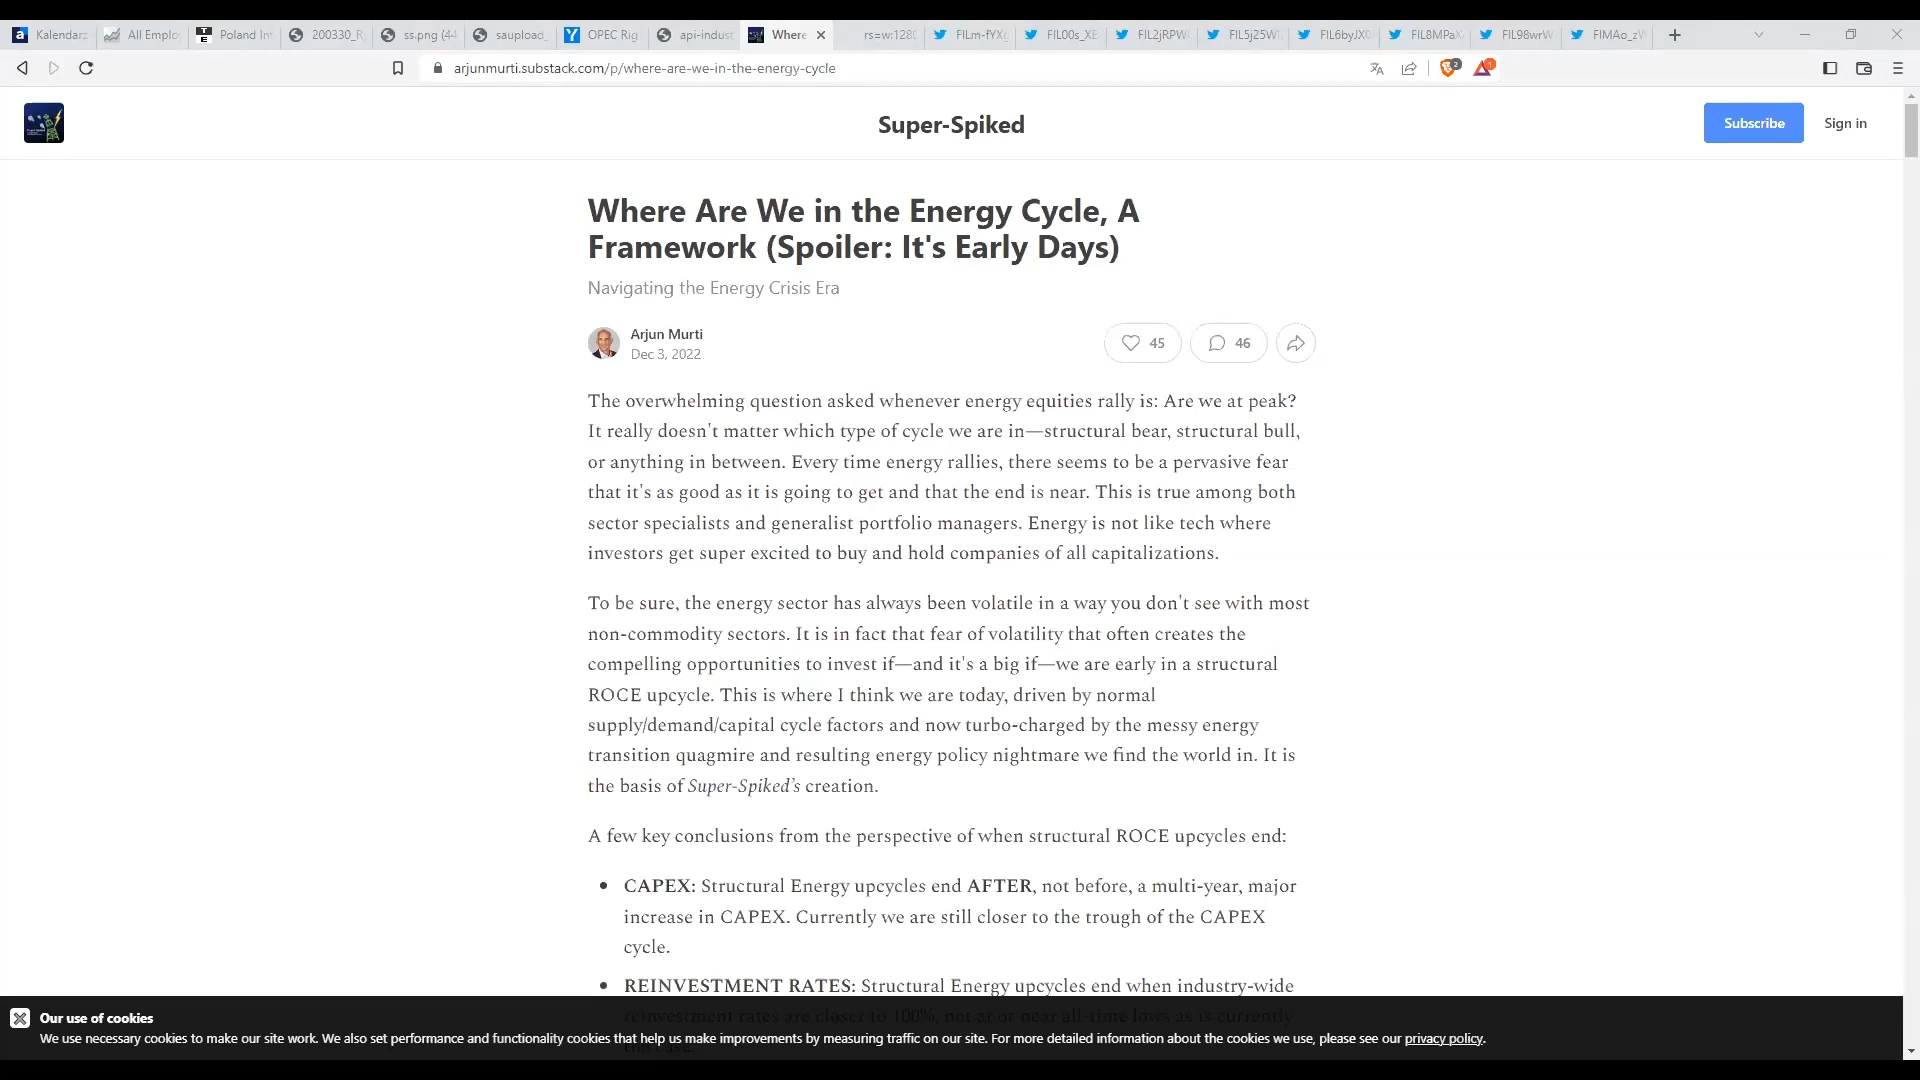 Kalendarz
All Emplo
Poland In
200330_R
ss.png (44
saupload_
OPEC Rig
api-indust
Where
rs=w:1280
FILm-fYXg
FIL00s_XE
FIL2jRPW
FIL5j25W
FIL6byJX0
FIL8MPaX
FIL98wrW
FIMAo_zV
arjunmurti.substack.com/p/where-are-we-in-the-energy-cycle
2
1
Super-Spiked
Subscribe
Sign in
Where Are We in the Energy Cycle, A
Framework (Spoiler: It's Early Days)
Navigating the Energy Crisis Era
Arjun Murti
Dec 3, 2022
45
46
The overwhelming question asked whenever energy equities rally is: Are we at peak?
It really doesn't matter which type of cycle we are in—structural bear, structural bull,
or anything in between. Every time energy rallies, there seems to be a pervasive fear
that it's as good as it is going to get and that the end is near. This is true among both
sector specialists and generalist portfolio managers. Energy is not like tech where
investors get super excited to buy and hold companies of all capitalizations.
To be sure, the energy sector has always been volatile in a way you don't see with most
non-commodity sectors. It is in fact that fear of volatility that often creates the
compelling opportunities to invest if—and it's a big if—we are early in a structural
ROCE upcycle. This is where I think we are today, driven by normal
supply/demand/capital cycle factors and now turbo-charged by the messy energy
transition quagmire and resulting energy policy nightmare we find the world in. It is
the basis of Super-Spiked’s creation.
A few key conclusions from the perspective of when structural ROCE upcycles end:
• CAPEX: Structural Energy upcycles end AFTER, not before, a multi-year, major
increase in CAPEX. Currently we are still closer to the trough of the CAPEX
cycle.
• REINVESTMENT RATES: Structural Energy upcycles end when industry-wide
reinvestment rates are closer to 100%, not at or near all-time lows as is currently
Our use of cookies
We use necessary cookies to make our site work. We also set performance and functionality cookies that help us make improvements by measuring traffic on our site. For more detailed information about the cookies we use, please see our privacy policy.